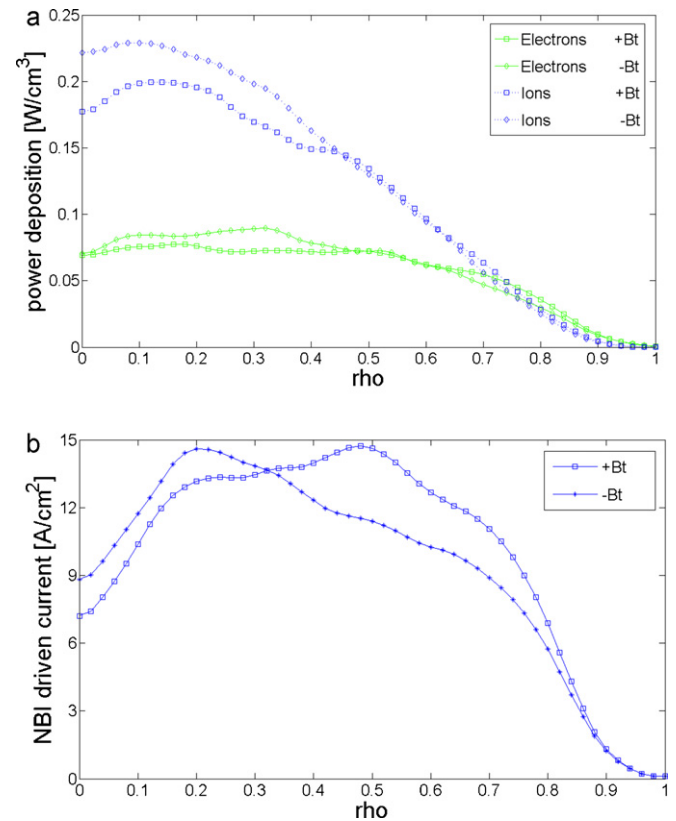 a
power deposition [W/cm³]
0.25
0.2
0.15
0.1
0.05
0
Electrons +Bt
Electrons -Bt
Ions +Bt
Ions -Bt
0 0.1 0.2 0.3 0.4 0.5 0.6 0.7 0.8 0.9 1
rho
b
NBI driven current [A/cm²]
15
12
9
6
3
0
+Bt
-Bt
0 0.1 0.2 0.3 0.4 0.5 0.6 0.7 0.8 0.9 1
rho